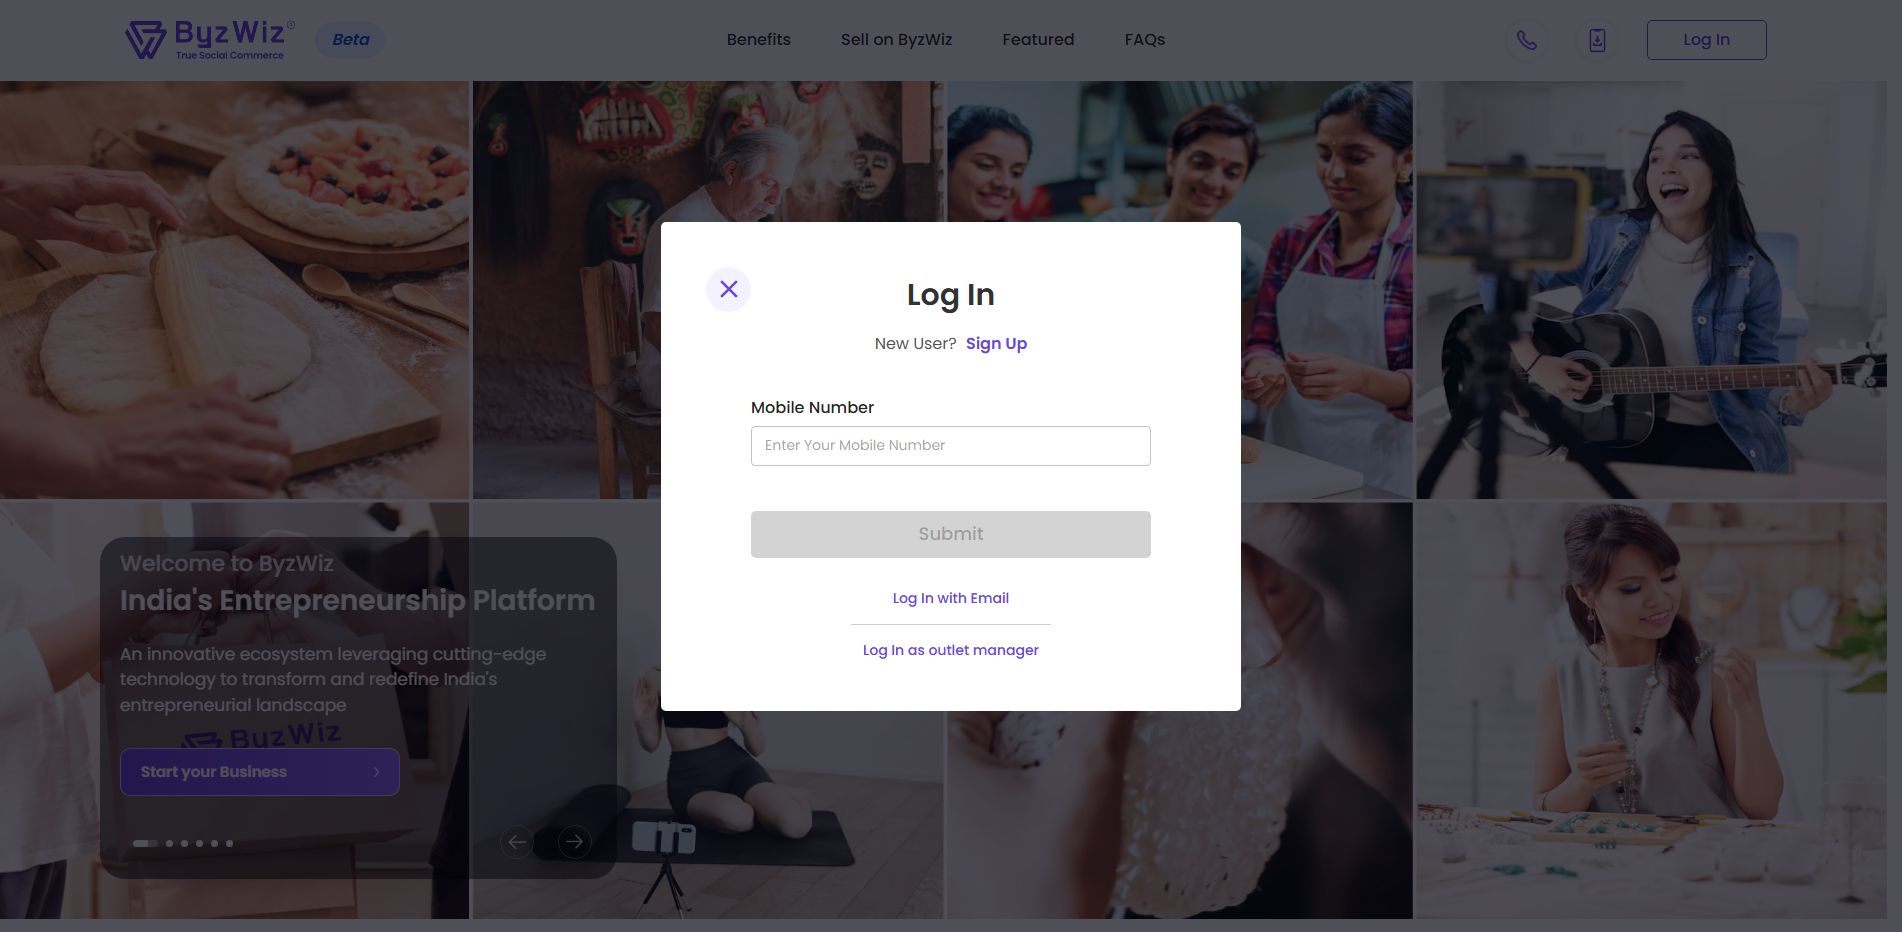 ByzWiz®
True Social Commerce
Beta
Benefits
Sell on ByzWiz
Featured
FAQs
Log In
Log In
New User? Sign Up
Mobile Number
Enter Your Mobile Number
Submit
Log In with Email
Log In as outlet manager
Welcome to ByzWiz
India's Entrepreneurship Platform
An innovative ecosystem leveraging cutting-edge
technology to transform and redefine India's
entrepreneurial landscape
ByzWiz
Start your Business